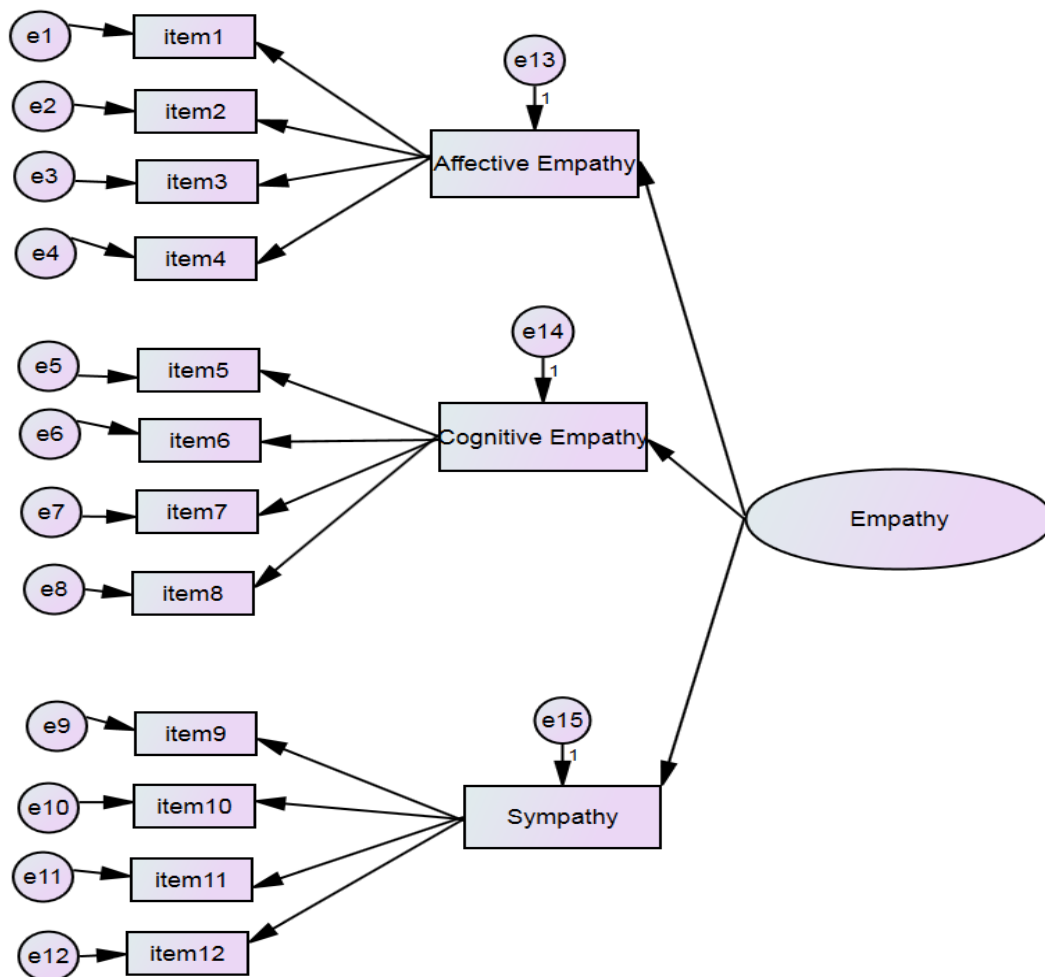 e1
item1
e13
1
e2
item2
Affective Empathy
e3
item3
e4
item4
e14
1
e5
item5
e6
item6
Cognitive Empathy
e7
item7
Empathy
e8
item8
e9
item9
e15
1
e10
item10
Sympathy
e11
item11
e12
item12